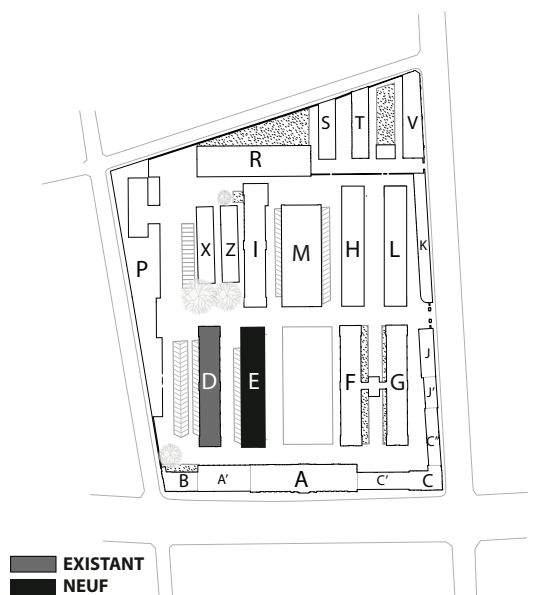 S T V
R
X Z I M H L K
P
D E F G J
J'
C"
B A' A C' C
EXISTANT
NEUF